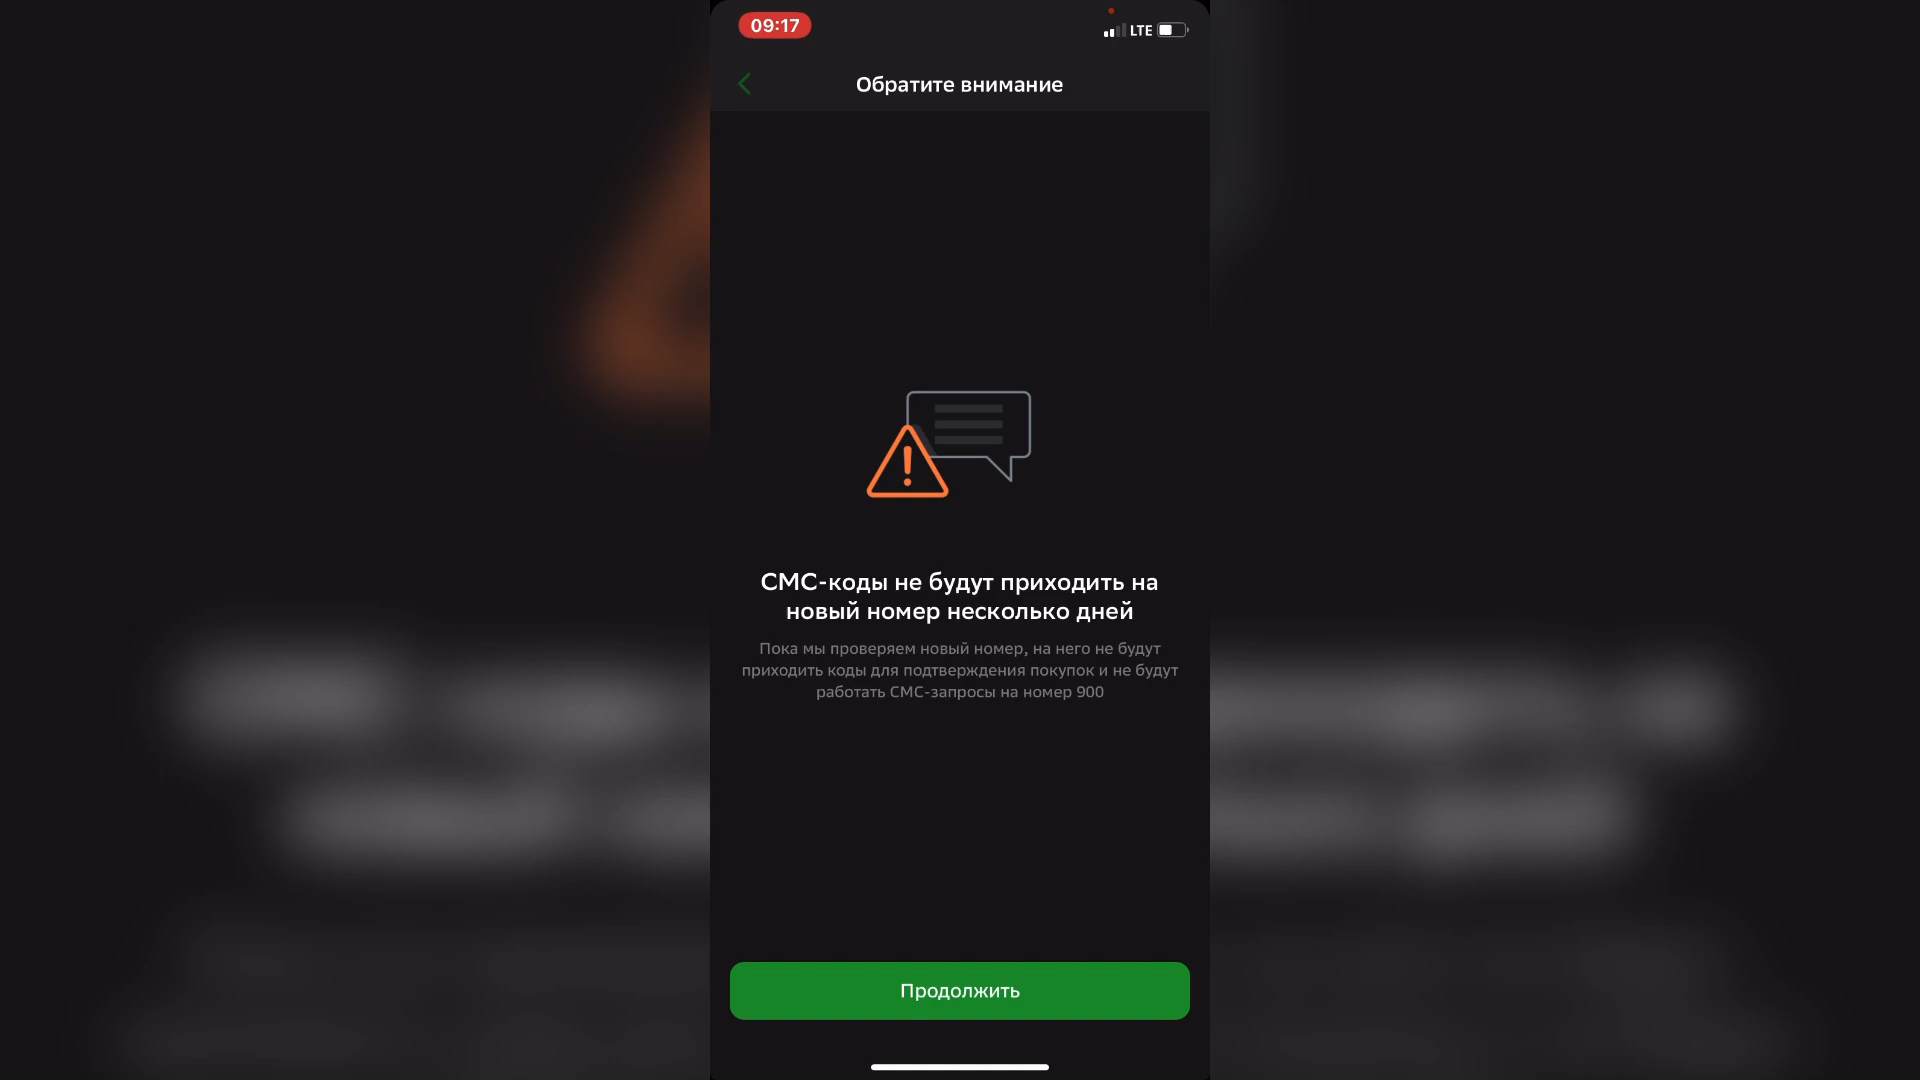 09:17
LTE
Обратите внимание
СМС-коды не будут приходить на
новый номер несколько дней
Пока мы проверяем новый номер, на него не будут
приходить коды для подтверждения покупок и не будут
работать СМС-запросы на номер 900
Продолжить